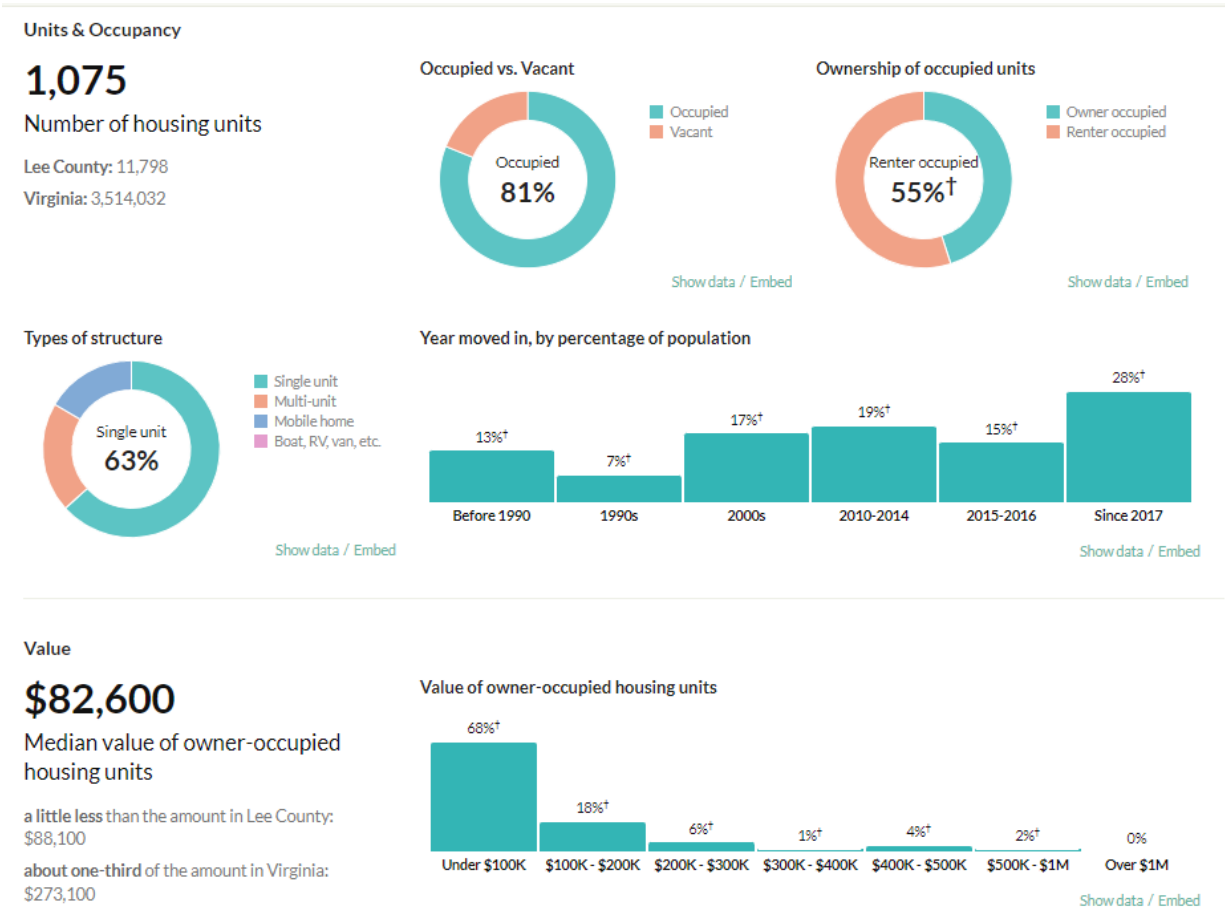 Units & Occupancy
1,075
Number of housing units
Lee County: 11,798
Virginia: 3,514,032
Occupied vs. Vacant
Occupied
81%
Occupied
Vacant
Show data / Embed
Ownership of occupied units
Renter occupied
55%†
Owner occupied
Renter occupied
Show data / Embed
Types of structure
Single unit
63%
Single unit
Multi-unit
Mobile home
Boat, RV, van, etc.
Show data / Embed
Year moved in, by percentage of population
13%† 7%† 17%† 19%† 15%† 28%†
Before 1990 1990s 2000s 2010-2014 2015-2016 Since 2017
Show data / Embed
Value
$82,600
Median value of owner-occupied
housing units
a little less than the amount in Lee County:
$88,100
about one-third of the amount in Virginia:
$273,100
Value of owner-occupied housing units
68%† 18%† 6%† 1%† 4%† 2%† 0%
Under $100K $100K - $200K $200K - $300K $300K - $400K $400K - $500K $500K - $1M Over $1M
Show data / Embed